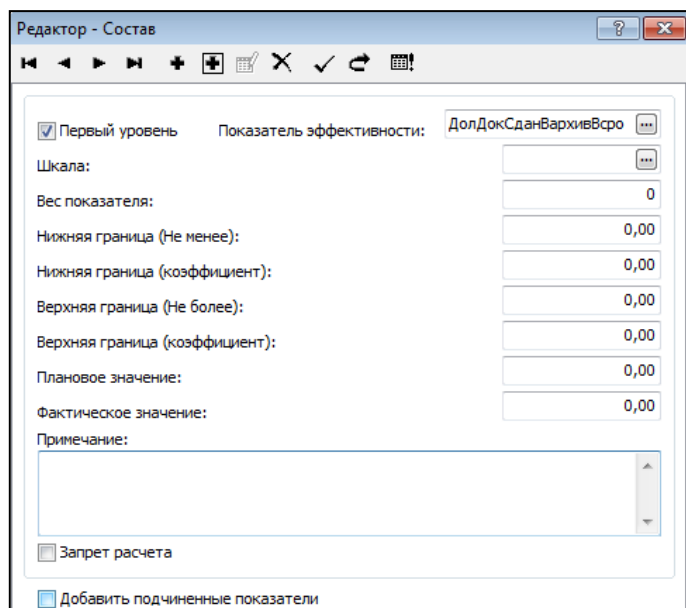 Редактор - Состав
Первый уровень Показатель эффективности: ДолДокСданВархивВсро
Шкала:
Вес показателя: 0
Нижняя граница (Не менее): 0,00
Нижняя граница (коэффициент): 0,00
Верхняя граница (Не более): 0,00
Верхняя граница (коэффициент): 0,00
Плановое значение: 0,00
Фактическое значение: 0,00
Примечание:
Запрет расчета
Добавить подчиненные показатели